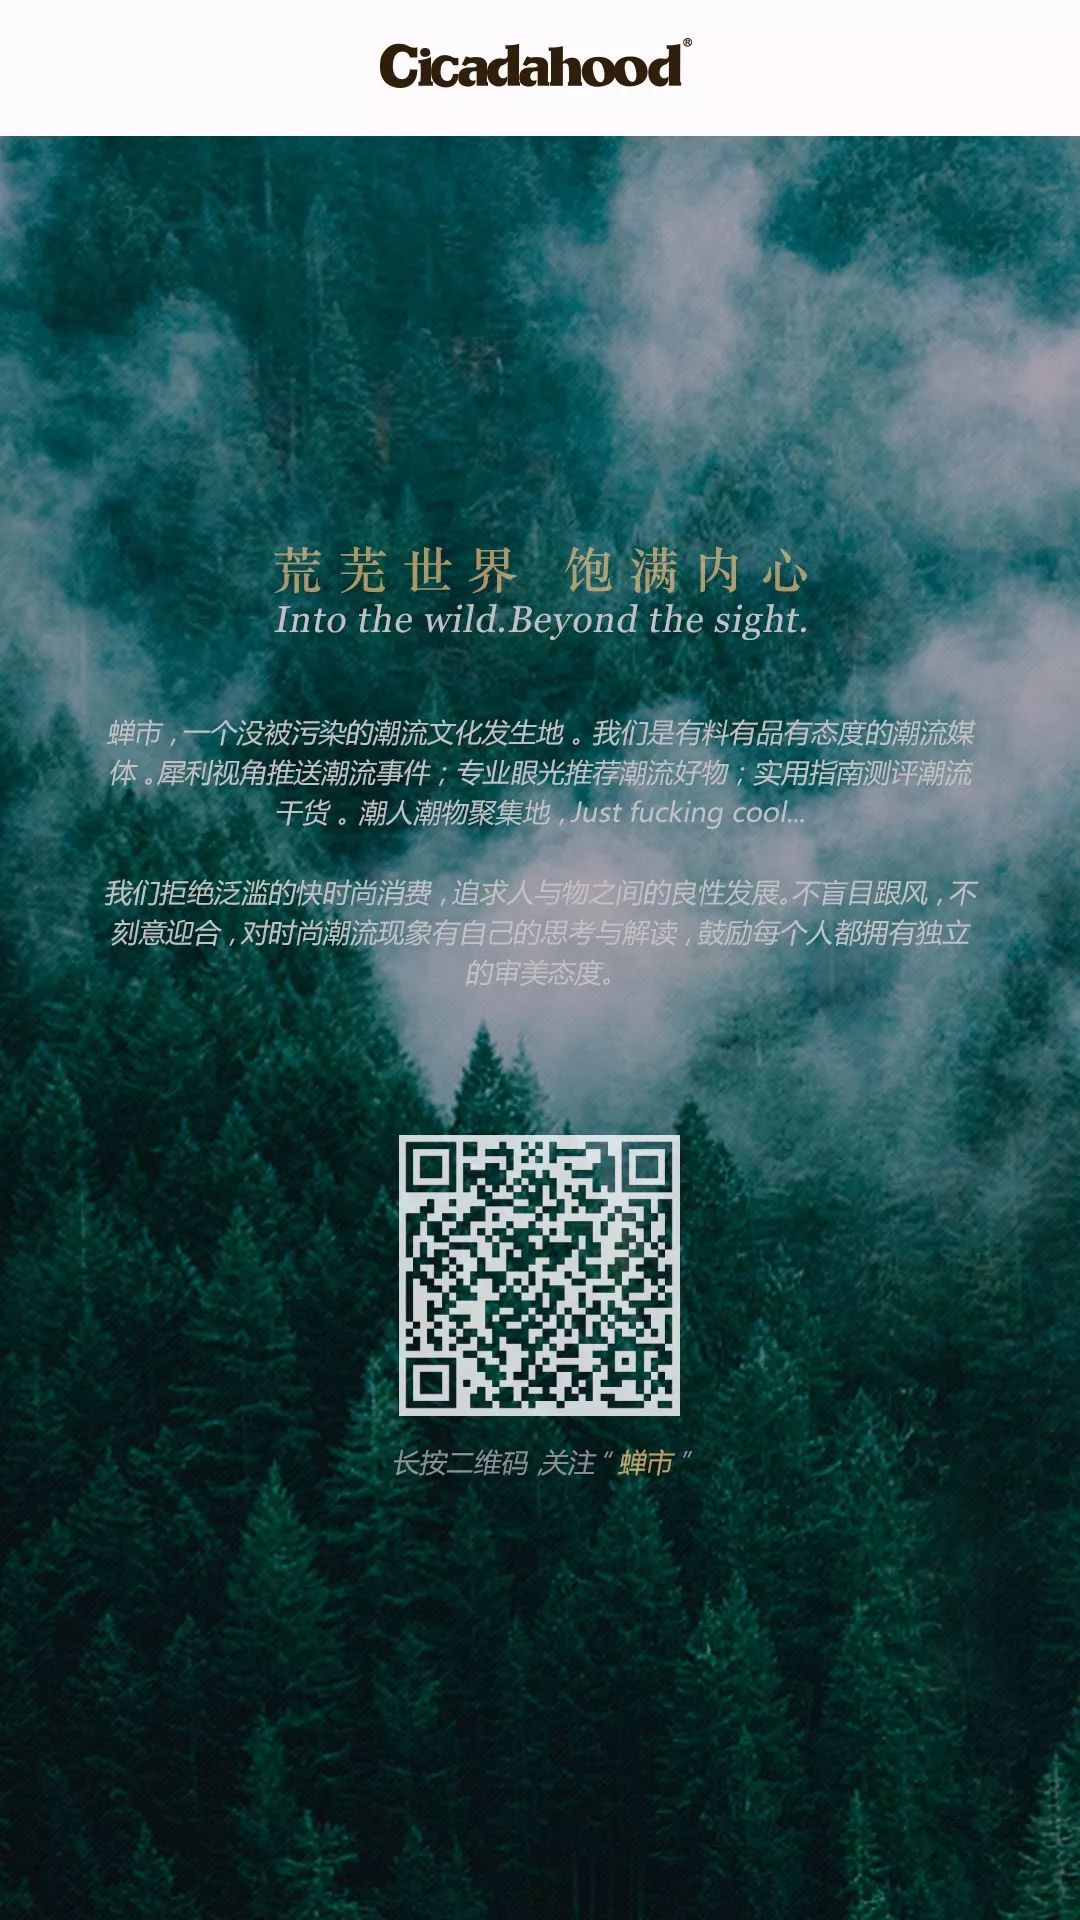 Cicadahood®
荒芜世界 饱满内心
Into the wild.Beyond the sight.
蝉市，一个没被污染的潮流文化发生地。我们是有料有品有态度的潮流媒
体。犀利视角推送潮流事件；专业眼光推荐潮流好物；实用指南测评潮流
干货。潮人潮物聚集地，Just fucking cool...
我们拒绝泛滥的快时尚消费，追求人与物之间的良性发展。不盲目跟风，不
刻意迎合，对时尚潮流现象有自己的思考与解读，鼓励每个人都拥有独立
的审美态度。
长按二维码，关注“蝉市”